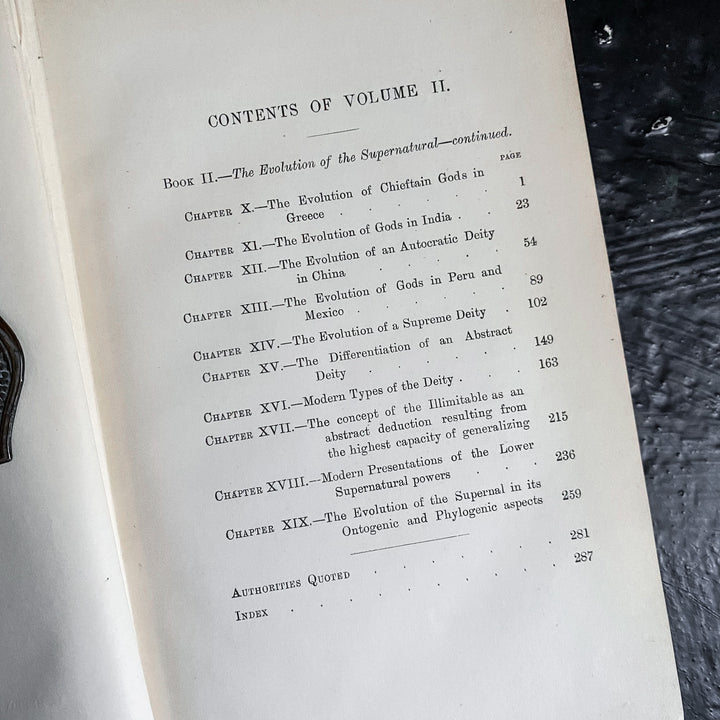 CONTENTS OF VOLUME II.
BOOK II.—The Evolution of the Supernatural—continued.
PAGE
CHAPTER X.—The Evolution of Chieftain Gods in
Greece . . . . . . 1
CHAPTER XI.—The Evolution of Gods in India . . 23
CHAPTER XII.—The Evolution of an Autocratic Deity
in China . . . . . 54
CHAPTER XIII.—The Evolution of Gods in Peru and
Mexico . . . . . . 89
CHAPTER XIV.—The Evolution of a Supreme Deity . 102
CHAPTER XV.—The Differentiation of an Abstract
Deity . . . . . 149
CHAPTER XVI.—Modern Types of the Deity . . . 163
CHAPTER XVII.—The concept of the Illimitable as an
abstract deduction resulting from
the highest capacity of generalizing 215
CHAPTER XVIII.—Modern Presentations of the Lower
Supernatural powers . . . 236
CHAPTER XIX.—The Evolution of the Supernal in its
Ontogenic and Phylogenic aspects 259
AUTHORITIES QUOTED . . . . . . . 281
INDEX . . . . . . . . . . 287